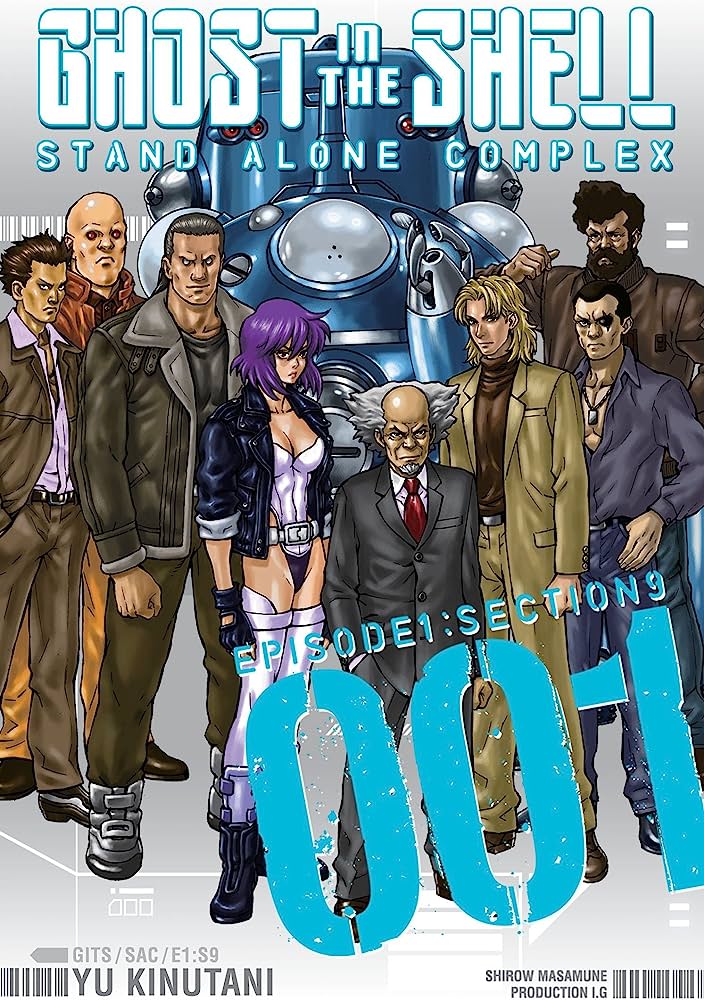 GHOST IN THE SHELL
STAND ALONE COMPLEX
EPISODE1:SECTION9
001
GITS/SAC/E1:S9
YU KINUTANI
SHIROW MASAMUNE
PRODUCTION I.G